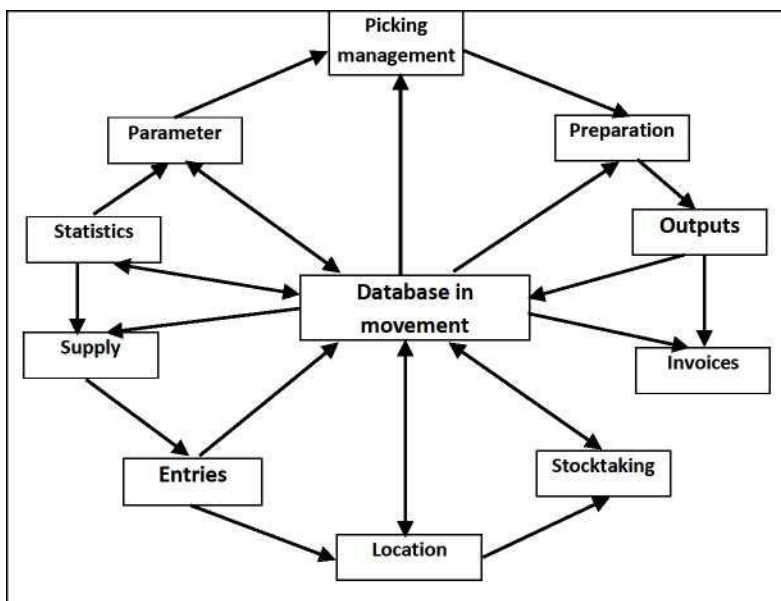 Picking
management
Parameter
Preparation
Statistics
Outputs
Database in
movement
Supply
Invoices
Entries
Stocktaking
Location